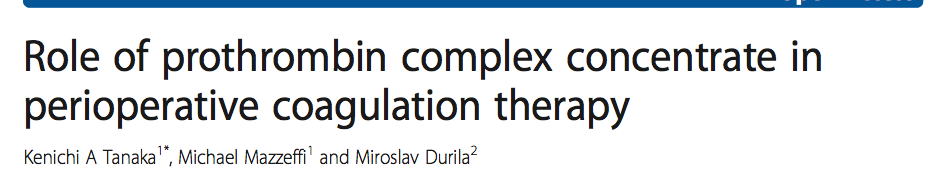 Role of prothrombin complex concentrate in
perioperative coagulation therapy
Kenichi A Tanaka1*, Michael Mazzeffi1 and Miroslav Durila2